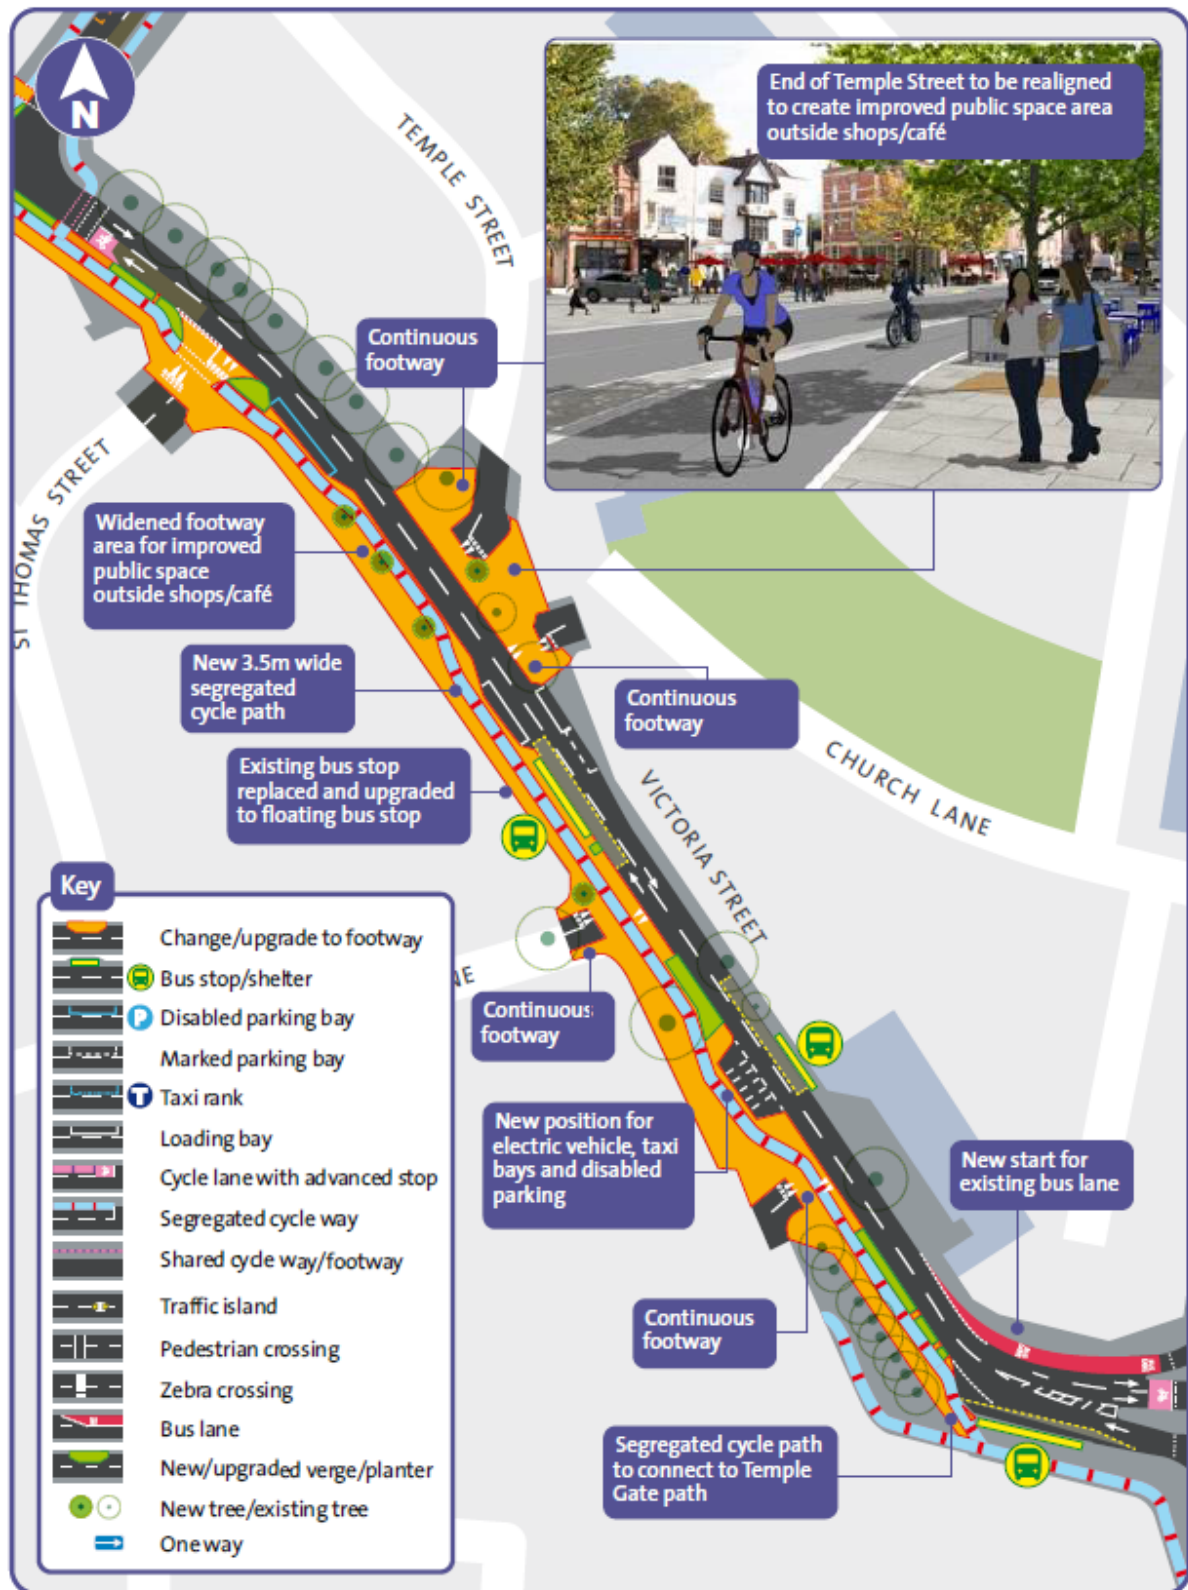 N
TEMPLE STREET
End of Temple Street to be realigned
to create improved public space area
outside shops/café
Continuous
footway
ST THOMAS STREET
Widened footway
area for improved
public space
outside shops/café
New 3.5m wide
segregated
cycle path
Continuous
footway
Existing bus stop
replaced and upgraded
to floating bus stop
CHURCH LANE
VICTORIA STREET
NE
Continuous
footway
New position for
electric vehicle, taxi
bays and disabled
parking
New start for
existing bus lane
Continuous
footway
Segregated cycle path
to connect to Temple
Gate path
Key
Change/upgrade to footway
Bus stop/shelter
P Disabled parking bay
Marked parking bay
T Taxi rank
Loading bay
Cycle lane with advanced stop
Segregated cycle way
Shared cycle way/footway
Traffic island
Pedestrian crossing
Zebra crossing
Bus lane
New/upgraded verge/planter
New tree/existing tree
One way